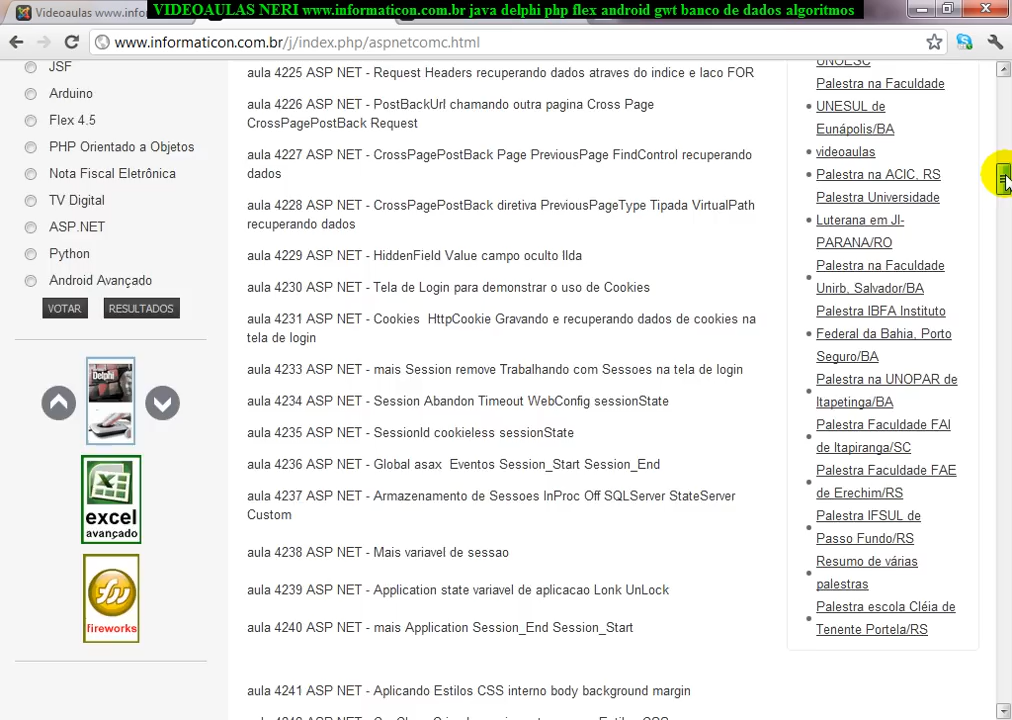 VIDEOAULAS NERI www.informaticon.com.br java delphi php flex android gwt banco de dados algoritmos
Videoaulas www.info
www.informaticon.com.br/j/index.php/aspnetcomc.html
JSF
Arduino
Flex 4.5
PHP Orientado a Objetos
Nota Fiscal Eletrônica
TV Digital
ASP.NET
Python
Android Avançado
VOTAR RESULTADOS
Delphi
excel
avançado
fireworks
aula 4225 ASP NET - Request Headers recuperando dados atraves do indice e laco FOR
aula 4226 ASP NET - PostBackUrl chamando outra pagina Cross Page
CrossPagePostBack Request
aula 4227 ASP NET - CrossPagePostBack Page PreviousPage FindControl recuperando
dados
aula 4228 ASP NET - CrossPagePostBack diretiva PreviousPageType Tipada VirtualPath
recuperando dados
aula 4229 ASP NET - HiddenField Value campo oculto Ilda
aula 4230 ASP NET - Tela de Login para demonstrar o uso de Cookies
aula 4231 ASP NET - Cookies  HttpCookie Gravando e recuperando dados de cookies na
tela de login
aula 4233 ASP NET - mais Session remove Trabalhando com Sessoes na tela de login
aula 4234 ASP NET - Session Abandon Timeout WebConfig sessionState
aula 4235 ASP NET - SessionId cookieless sessionState
aula 4236 ASP NET - Global asax  Eventos Session_Start Session_End
aula 4237 ASP NET - Armazenamento de Sessoes InProc Off SQLServer StateServer
Custom
aula 4238 ASP NET - Mais variavel de sessao
aula 4239 ASP NET - Application state variavel de aplicacao Lonk UnLock
aula 4240 ASP NET - mais Application Session_End Session_Start
aula 4241 ASP NET - Aplicando Estilos CSS interno body background margin
UNOESC
Palestra na Faculdade
UNESUL de
Eunápolis/BA
videoaulas
Palestra na ACIC, RS
Palestra Universidade
Luterana em JI-
PARANA/RO
Palestra na Faculdade
Unirb, Salvador/BA
Palestra IBFA Instituto
Federal da Bahia, Porto
Seguro/BA
Palestra na UNOPAR de
Itapetinga/BA
Palestra Faculdade FAI
de Itapiranga/SC
Palestra Faculdade FAE
de Erechim/RS
Palestra IFSUL de
Passo Fundo/RS
Resumo de várias
palestras
Palestra escola Cléia de
Tenente Portela/RS